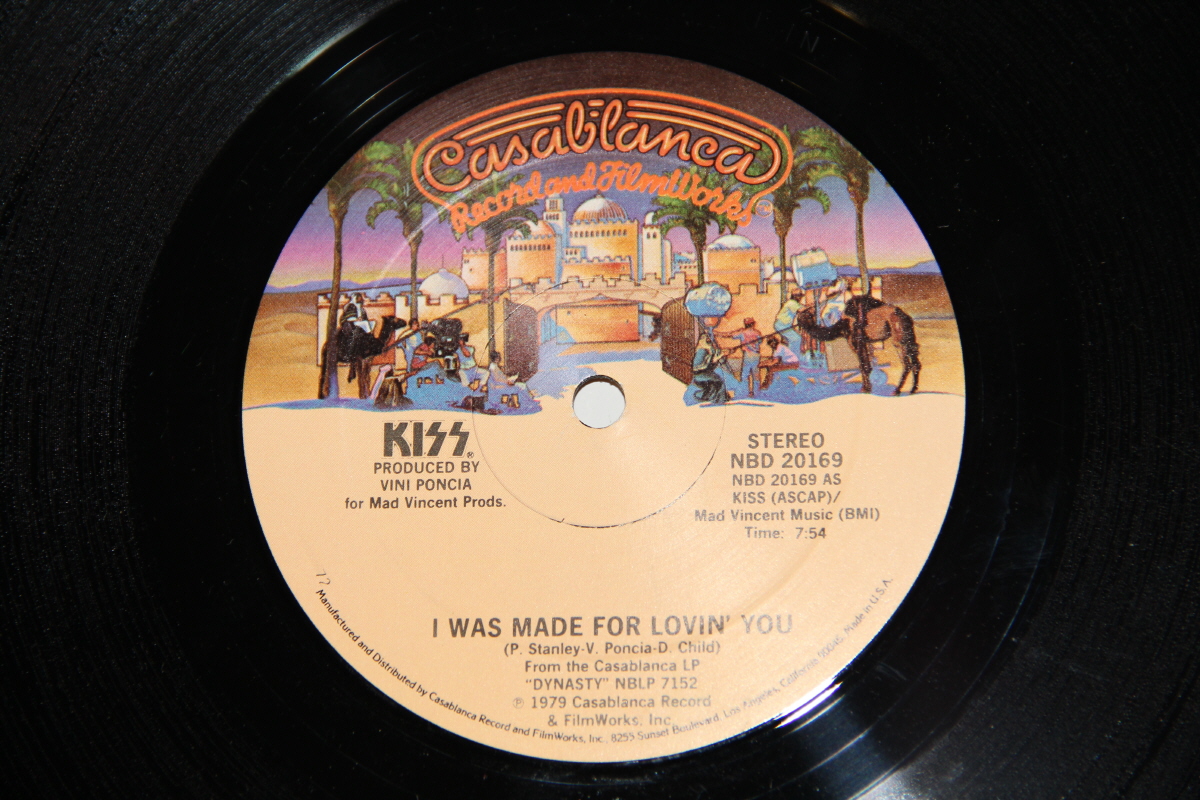 Casablanca
Record and FilmWorks
KISS®
PRODUCED BY
VINI PONCIA
for Mad Vincent Prods.
STEREO
NBD 20169
NBD 20169 AS
KISS (ASCAP)/
Mad Vincent Music (BMI)
Time: 7:54
I WAS MADE FOR LOVIN' YOU
(P. Stanley-V. Poncia-D. Child)
From the Casablanca LP
"DYNASTY" NBLP 7152
℗ 1979 Casablanca Record
& FilmWorks, Inc.
Manufactured and Distributed by Casablanca Record and FilmWorks, Inc. 8255 Sunset Boulevard, Los Angeles, California 90046. Made in U.S.A.